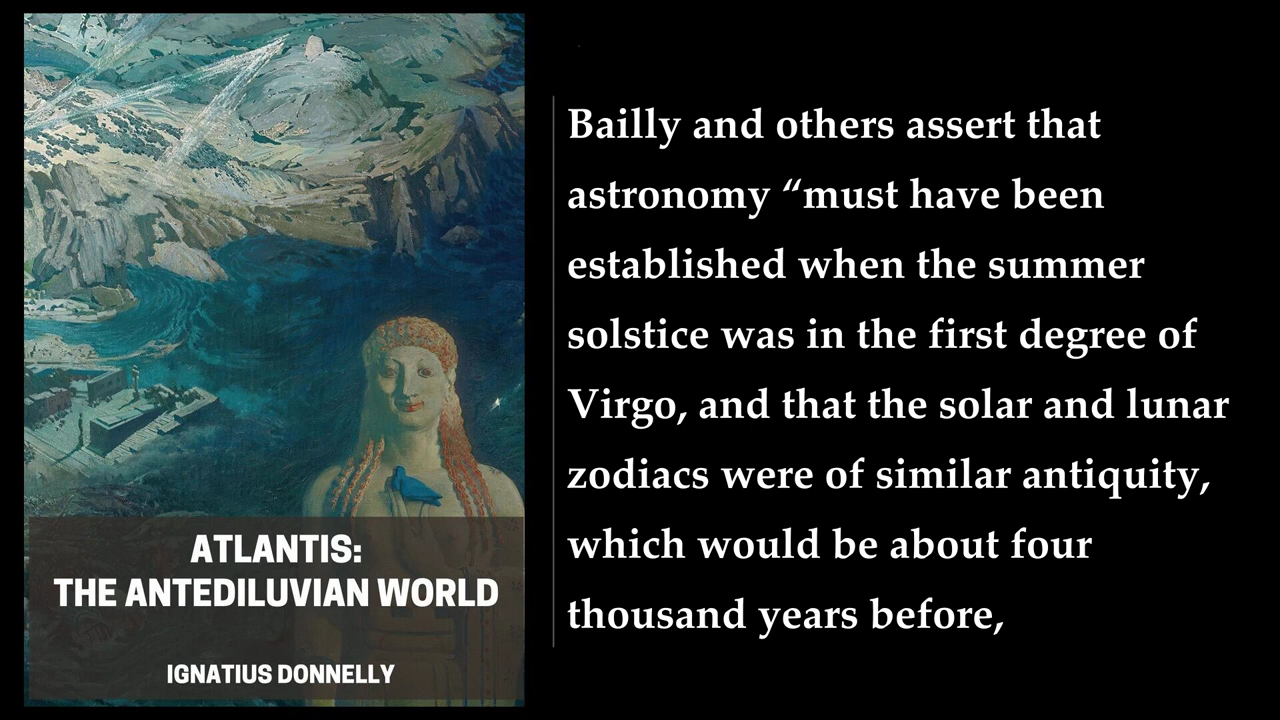 ATLANTIS:
THE ANTEDILUVIAN WORLD
IGNATIUS DONNELLY
Bailly and others assert that
astronomy “must have been
established when the summer
solstice was in the first degree of
Virgo, and that the solar and lunar
zodiacs were of similar antiquity,
which would be about four
thousand years before,